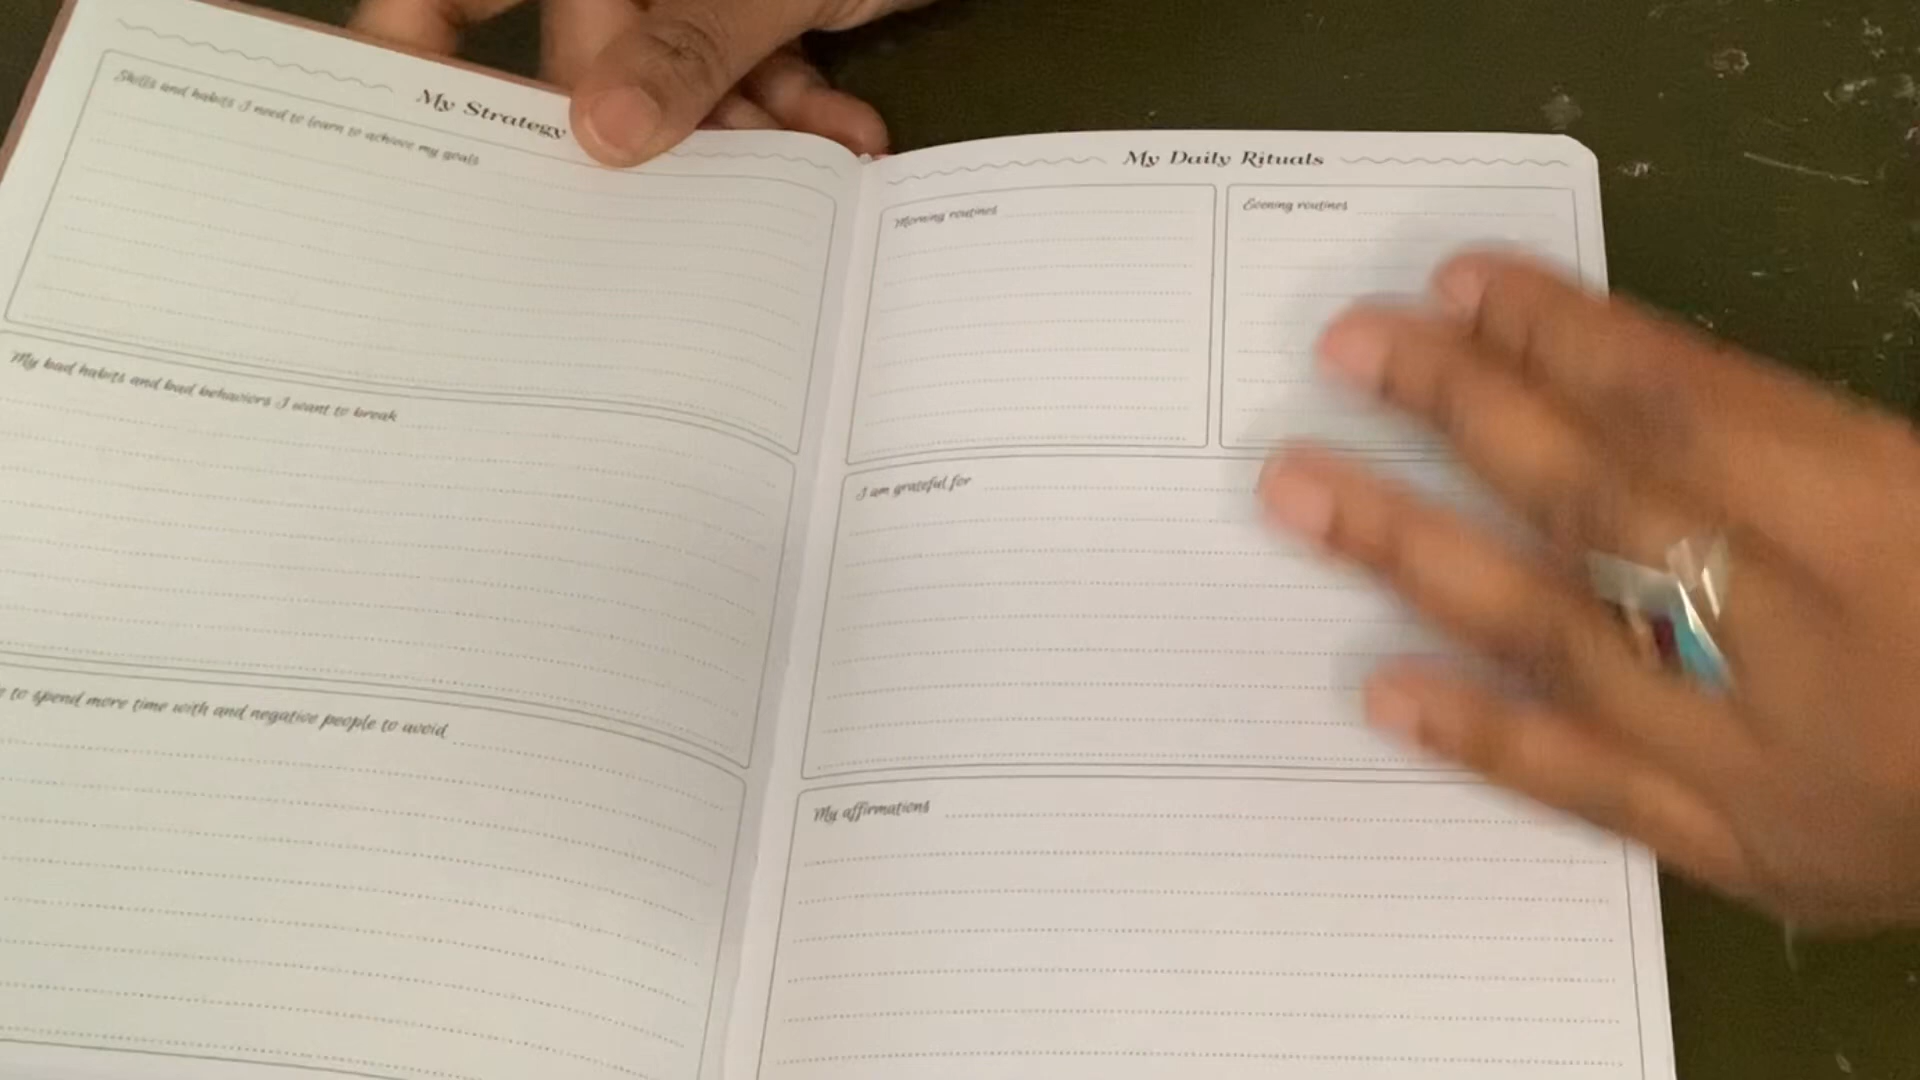 My Strategy
Skills and habits I need to learn to achieve my goals
My bad habits and bad behaviors I want to break
to spend more time with and negative people to avoid
My Daily Rituals
Morning routines
Evening routines
I am grateful for
My affirmations